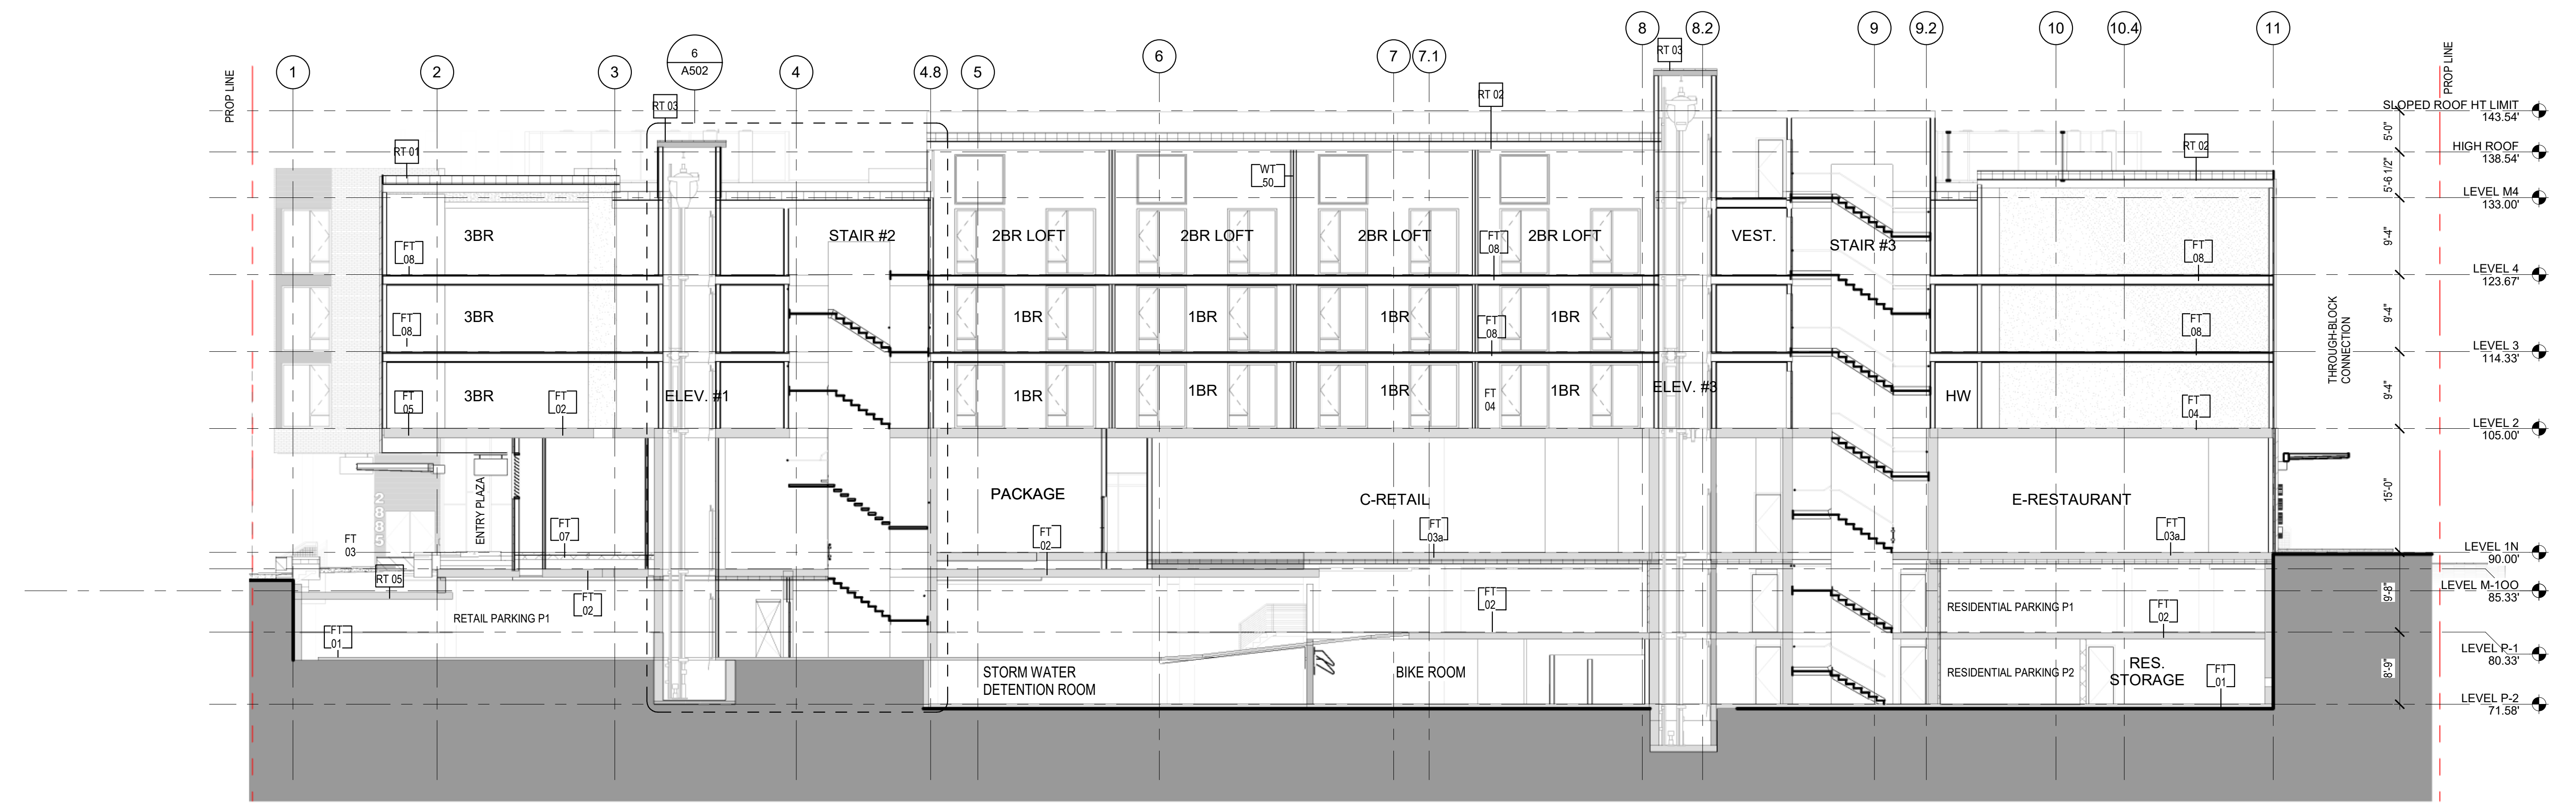 1
2
3
6
A502
4
4.8
5
6
7
7.1
8
8.2
9
9.2
10
10.4
11
PROP LINE
PROP LINE
RT 03
RT 03
RT 02
RT 01
RT 02
SLOPED ROOF HT LIMIT
143.54'
5'-0"
HIGH ROOF
138.54'
5'-6 1/2"
LEVEL M4
133.00'
9'-4"
LEVEL 4
123.67'
9'-4"
LEVEL 3
114.33'
9'-4"
LEVEL 2
105.00'
15'-0"
LEVEL 1N
90.00'
9'-8"
LEVEL M-1OO
85.33'
LEVEL P-1
80.33'
8'-9"
LEVEL P-2
71.58'
THROUGH-BLOCK
CONNECTION
WT
50
3BR
STAIR #2
2BR LOFT
2BR LOFT
2BR LOFT
2BR LOFT
VEST.
STAIR #3
FT
08
FT
08
FT
08
3BR
1BR
1BR
1BR
1BR
FT
08
FT
08
FT
08
3BR
ELEV. #1
1BR
1BR
1BR
1BR
ELEV. #3
HW
FT
05
FT
02
FT
04
FT
04
2885
ENTRY PLAZA
PACKAGE
C-RETAIL
E-RESTAURANT
FT
03
FT
07
FT
02
FT
03a
FT
03a
RT 05
FT
02
RETAIL PARKING P1
FT
02
RESIDENTIAL PARKING P1
FT
02
FT
01
STORM WATER
DETENTION ROOM
BIKE ROOM
RESIDENTIAL PARKING P2
RES.
STORAGE
FT
01